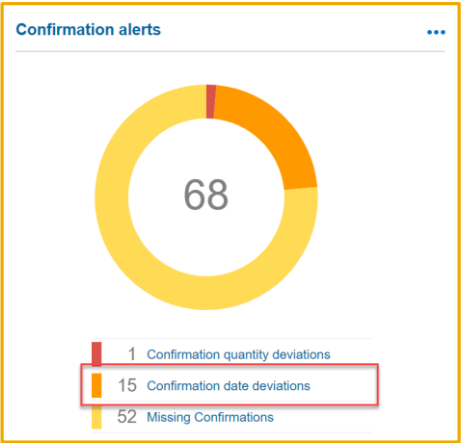 Confirmation alerts
68
1 Confirmation quantity deviations
15 Confirmation date deviations
52 Missing Confirmations